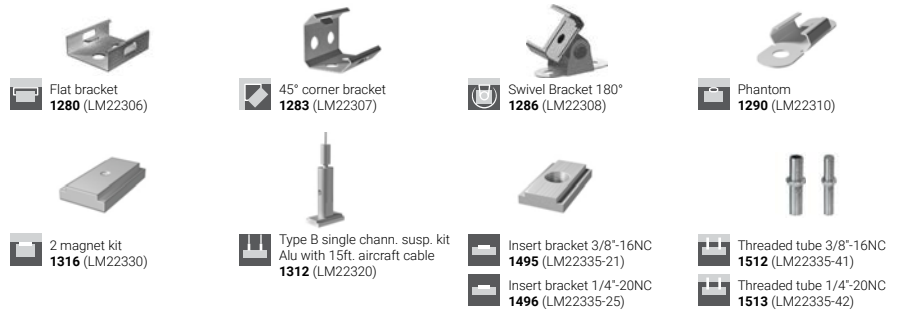 Flat bracket
1280 (LM22306)
45° corner bracket
1283 (LM22307)
Swivel Bracket 180°
1286 (LM22308)
Phantom
1290 (LM22310)
2 magnet kit
1316 (LM22330)
Type B single chann. susp. kit
Alu with 15ft. aircraft cable
1312 (LM22320)
Insert bracket 3/8"-16NC
1495 (LM22335-21)
Insert bracket 1/4"-20NC
1496 (LM22335-25)
Threaded tube 3/8"-16NC
1512 (LM22335-41)
Threaded tube 1/4"-20NC
1513 (LM22335-42)